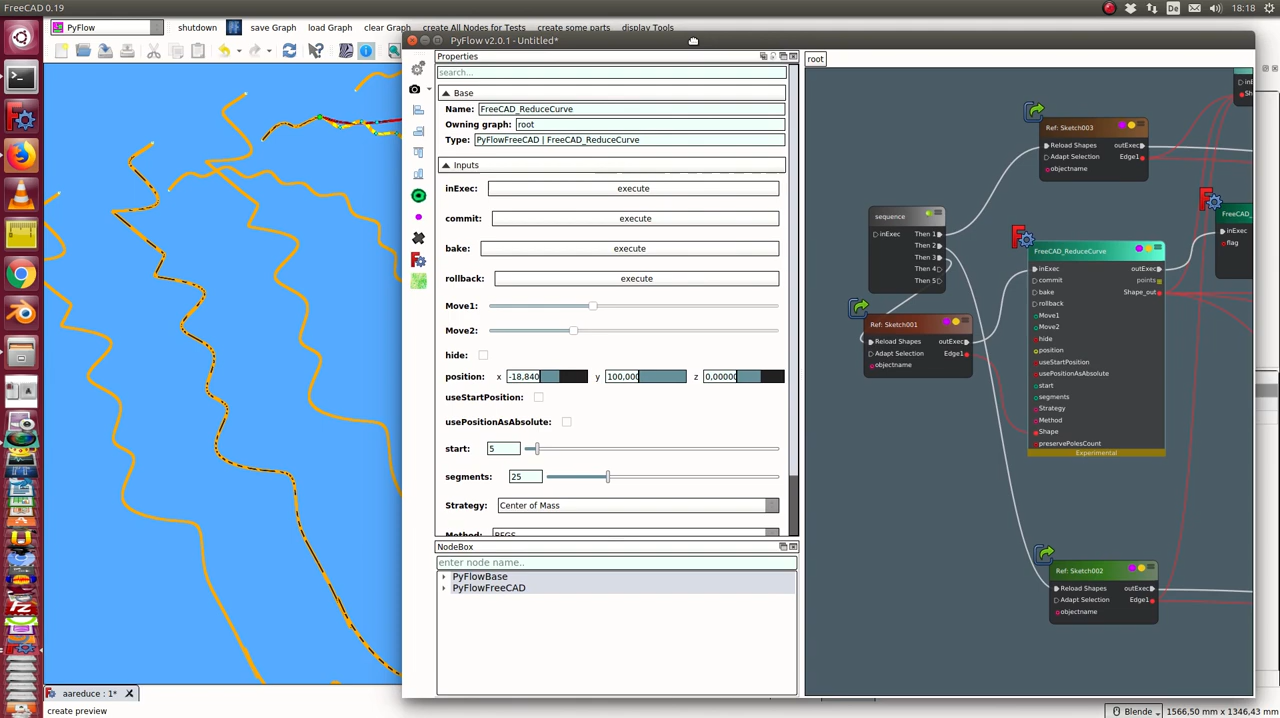 FreeCAD 0.19
De
18:18
PyFlow
shutdown
save Graph
load Graph
clear Graph
create All Nodes for Tests
create some parts
display Tools
PyFlow v2.0.1 - Untitled*
Properties
search...
Base
Name: FreeCAD_ReduceCurve
Owning graph: root
Type: PyFlowFreeCAD | FreeCAD_ReduceCurve
Inputs
inExec: execute
commit: execute
bake: execute
rollback: execute
Move1:
Move2:
hide:
position: x -18,840 y 100,000 z 0,00000
useStartPosition:
usePositionAsAbsolute:
start: 5
segments: 25
Strategy: Center of Mass
Method: BFGS
NodeBox
enter node name..
PyFlowBase
PyFlowFreeCAD
root
Ref: Sketch003
Reload Shapes outExec
Adapt Selection Edge1
objectname
sequence
inExec Then 1
Then 2
Then 3
Then 4
Then 5
FreeCAD_ReduceCurve
inExec outExec
commit points
bake Shape_out
rollback
Move1
Move2
hide
position
useStartPosition
usePositionAsAbsolute
start
segments
Strategy
Method
Shape
preservePolesCount
Experimental
Ref: Sketch001
Reload Shapes outExec
Adapt Selection Edge1
objectname
Ref: Sketch002
Reload Shapes outExec
Adapt Selection Edge1
objectname
FreeCAD_
inExec
flag
aareduce : 1*
create preview
Blende
1566,50 mm x 1346,43 mm